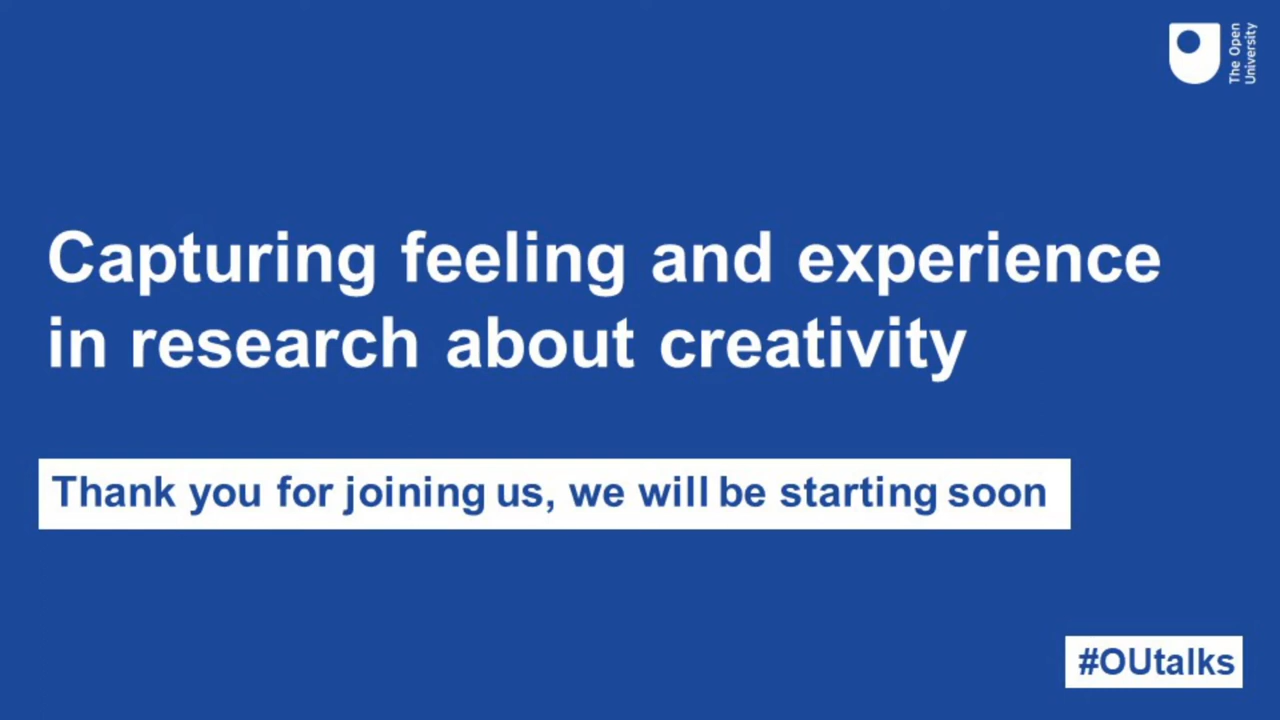 The Open
University
Capturing feeling and experience
in research about creativity
Thank you for joining us, we will be starting soon
#OUtalks